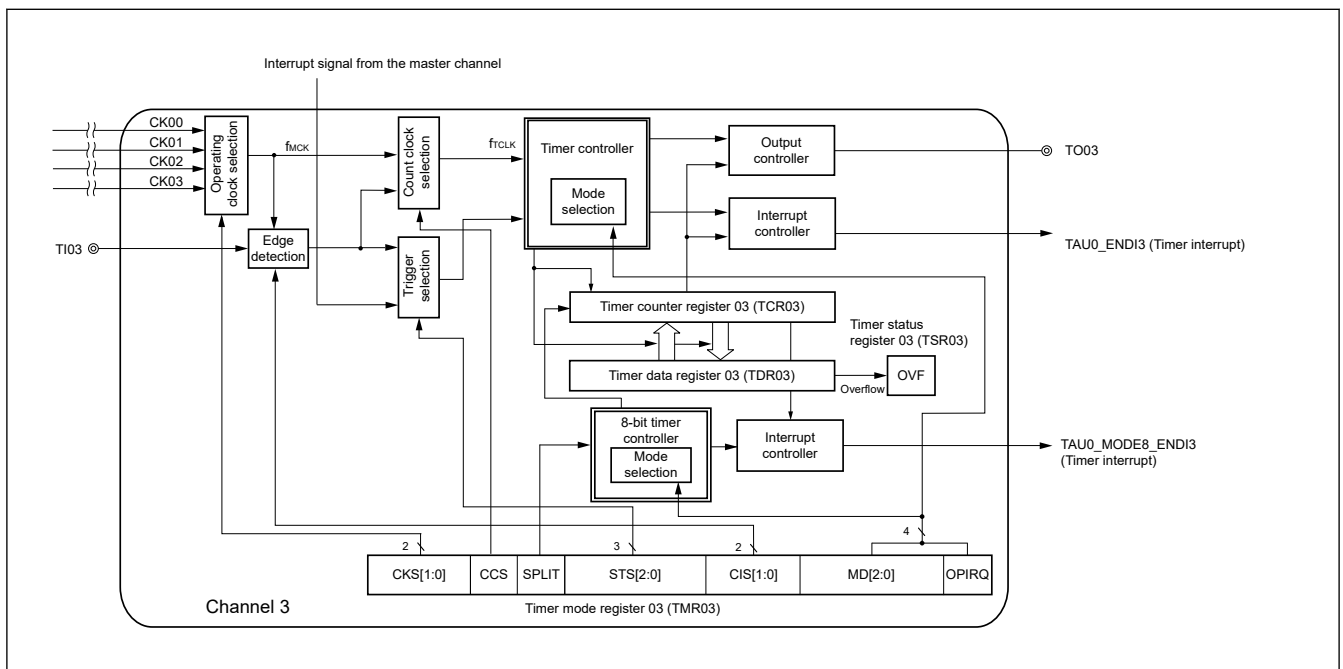 Interrupt signal from the master channel
CK00
CK01
CK02
CK03
Operating
clock selection
fMCK
Count clock
selection
fTCLK
Timer controller
Mode
selection
Output
controller
TO03
TI03
Edge
detection
Trigger
selection
Interrupt
controller
TAU0_ENDI3 (Timer interrupt)
Timer counter register 03 (TCR03)
Timer status
register 03 (TSR03)
Timer data register 03 (TDR03)
Overflow
OVF
8-bit timer
controller
Mode
selection
Interrupt
controller
TAU0_MODE8_ENDI3
(Timer interrupt)
2
3
2
4
CKS[1:0]
CCS
SPLIT
STS[2:0]
CIS[1:0]
MD[2:0]
OPIRQ
Channel 3
Timer mode register 03 (TMR03)